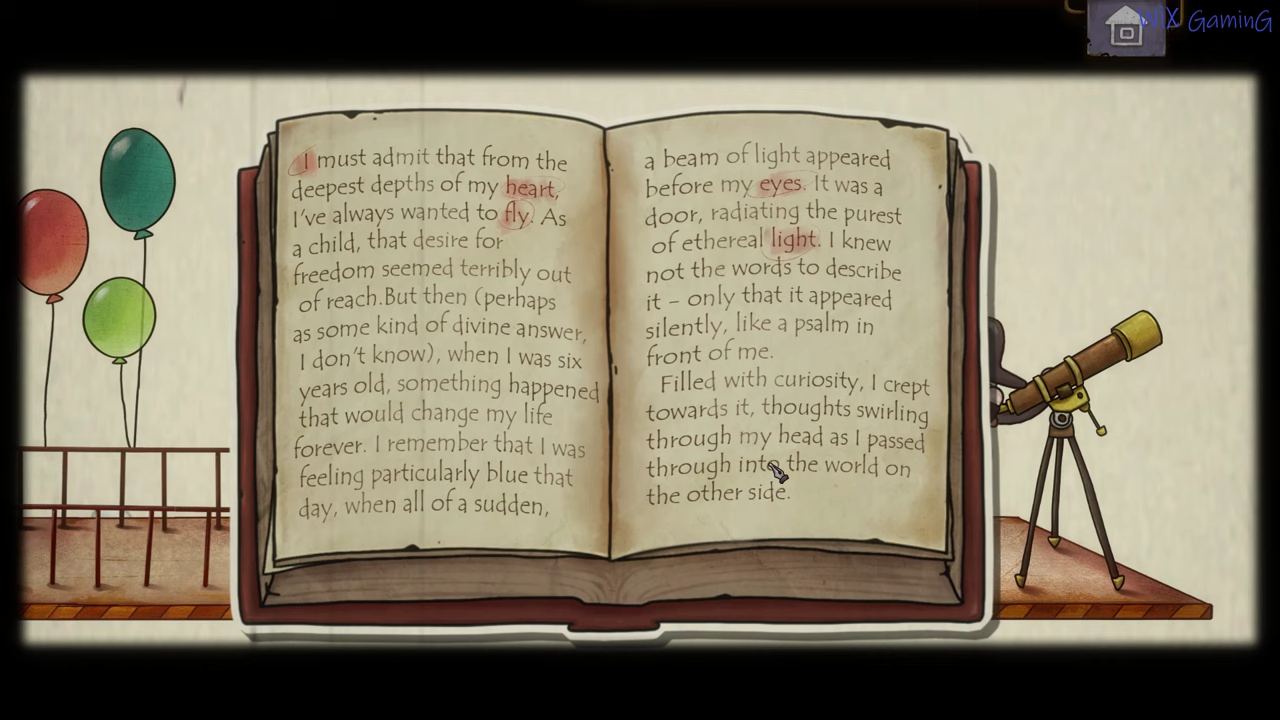 WIX GaminG
I must admit that from the
deepest depths of my heart,
I've always wanted to fly. As
a child, that desire for
freedom seemed terribly out
of reach.But then (perhaps
as some kind of divine answer,
I don't know), when I was six
years old, something happened
that would change my life
forever. I remember that I was
feeling particularly blue that
day, when all of a sudden,
a beam of light appeared
before my eyes. It was a
door, radiating the purest
of ethereal light. I knew
not the words to describe
it – only that it appeared
silently, like a psalm in
front of me.
Filled with curiosity, I crept
towards it, thoughts swirling
through my head as I passed
through into the world on
the other side.